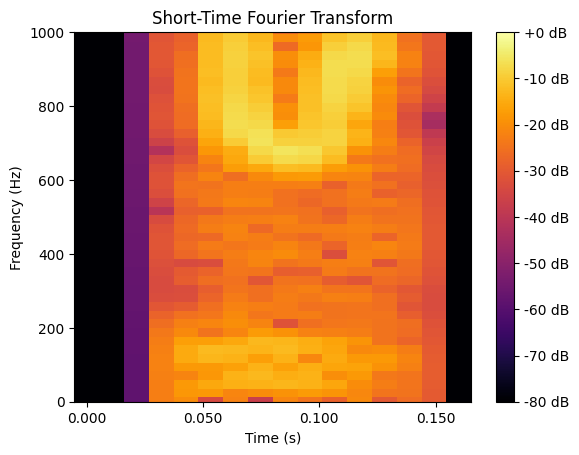 Short-Time Fourier Transform
1000
800
600
400
200
0
Frequency (Hz)
0.000
0.050
0.100
0.150
Time (s)
+0 dB
-10 dB
-20 dB
-30 dB
-40 dB
-50 dB
-60 dB
-70 dB
-80 dB